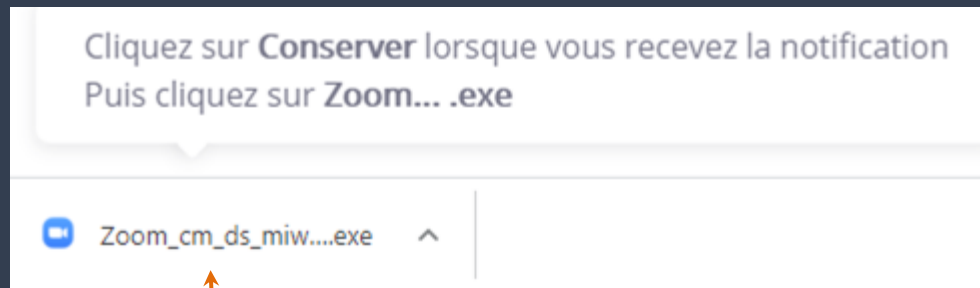 Cliquez sur Conserver lorsque vous recevez la notification
Puis cliquez sur Zoom... .exe
Zoom_cm_ds_miw....exe